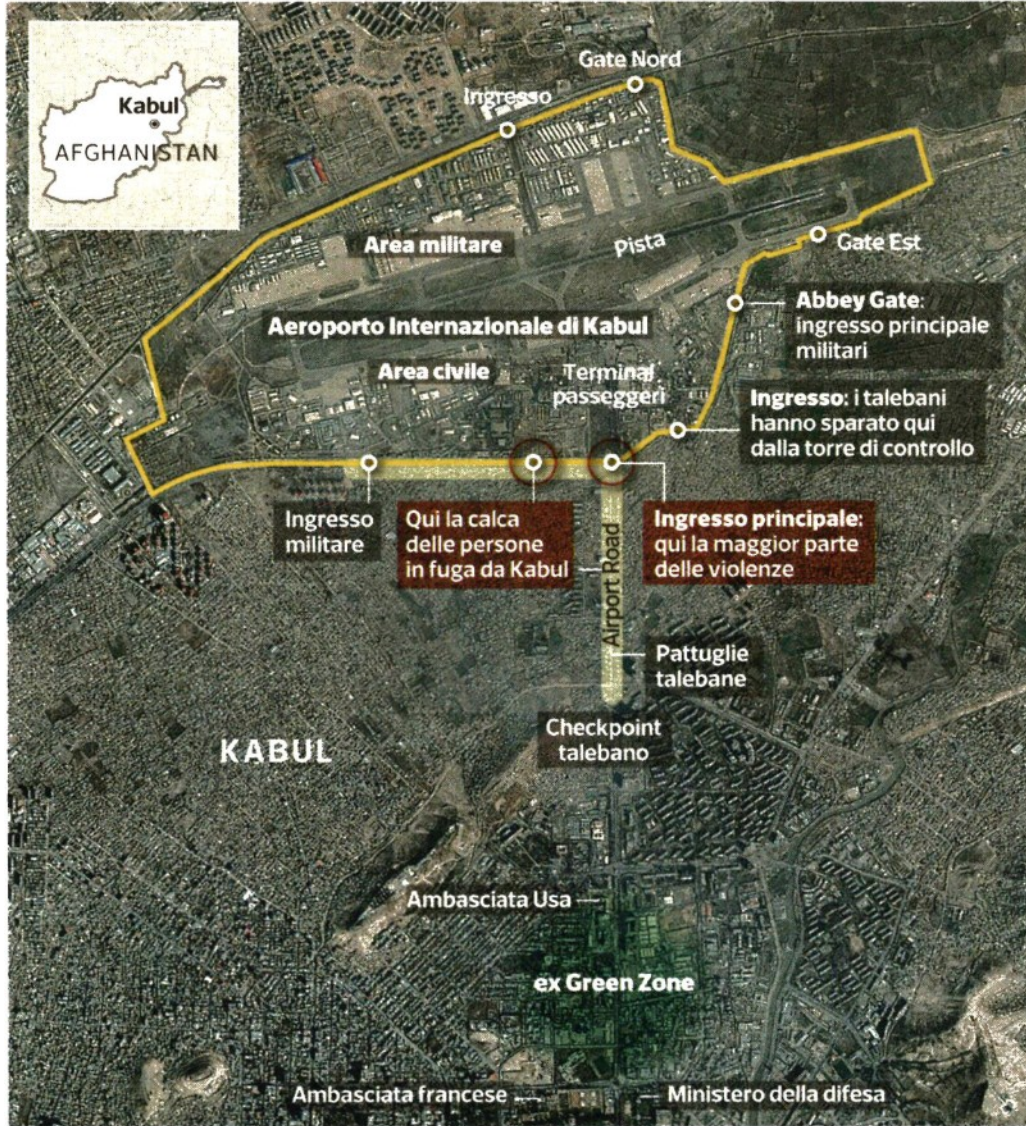 Kabul
AFGHANISTAN
Gate Nord
Ingresso
Area militare
Pista
Gate Est
Abbey Gate:
ingresso principale
militari
Aeroporto Internazionale di Kabul
Area civile
Terminal
passeggeri
Ingresso: i talebani
hanno sparato qui
dalla torre di controllo
Ingresso
militare
Qui la calca
delle persone
in fuga da Kabul
Airport Road
Ingresso principale:
qui la maggior parte
delle violenze
Pattuglie
talebane
Checkpoint
talebano
KABUL
Ambasciata Usa
ex Green Zone
Ambasciata francese
Ministero della difesa